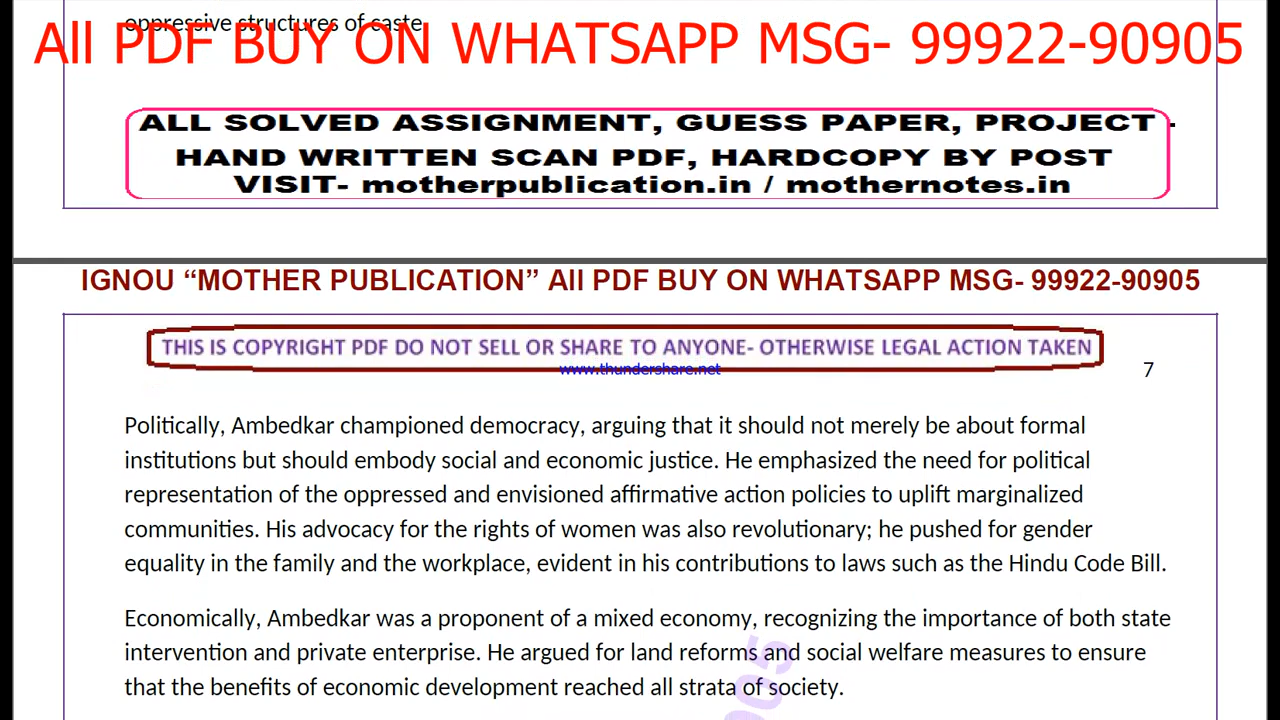 oppressive structures of caste
All PDF BUY ON WHATSAPP MSG- 99922-90905
ALL SOLVED ASSIGNMENT, GUESS PAPER, PROJECT -
HAND WRITTEN SCAN PDF, HARDCOPY BY POST
VISIT- motherpublication.in / mothernotes.in
IGNOU “MOTHER PUBLICATION” All PDF BUY ON WHATSAPP MSG- 99922-90905
THIS IS COPYRIGHT PDF DO NOT SELL OR SHARE TO ANYONE- OTHERWISE LEGAL ACTION TAKEN
www.thundershare.net
7
Politically, Ambedkar championed democracy, arguing that it should not merely be about formal
institutions but should embody social and economic justice. He emphasized the need for political
representation of the oppressed and envisioned affirmative action policies to uplift marginalized
communities. His advocacy for the rights of women was also revolutionary; he pushed for gender
equality in the family and the workplace, evident in his contributions to laws such as the Hindu Code Bill.
Economically, Ambedkar was a proponent of a mixed economy, recognizing the importance of both state
intervention and private enterprise. He argued for land reforms and social welfare measures to ensure
that the benefits of economic development reached all strata of society.